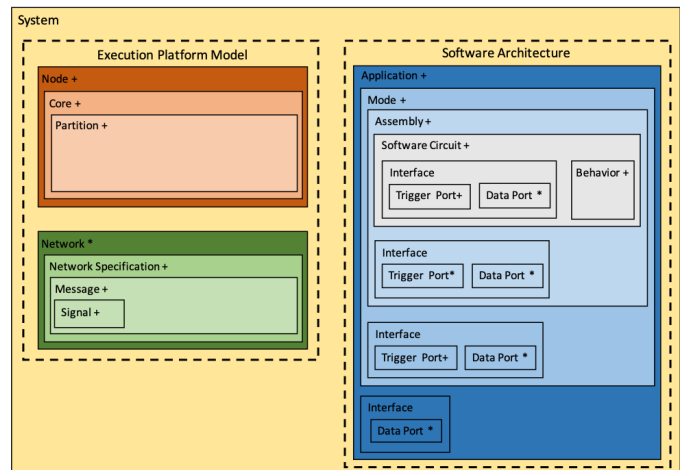 System
Execution Platform Model
Node +
Core +
Partition +
Network *
Network Specification +
Message +
Signal +
Software Architecture
Application +
Mode +
Assembly +
Software Circuit +
Interface
Trigger Port+
Data Port *
Behavior +
Interface
Trigger Port*
Data Port *
Interface
Trigger Port+
Data Port *
Interface
Data Port *